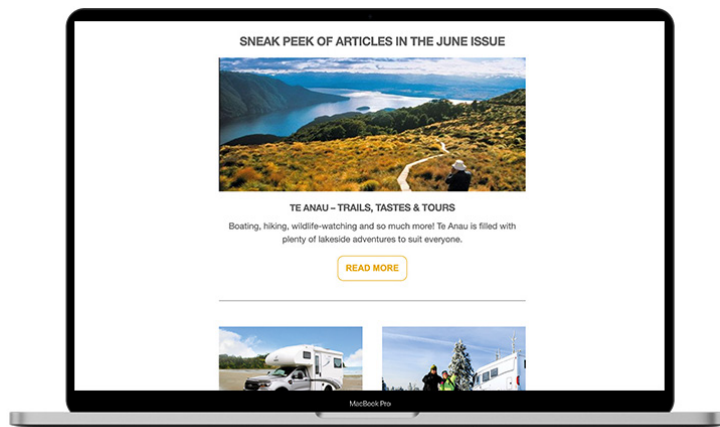 SNEAK PEEK OF ARTICLES IN THE JUNE ISSUE
TE ANAU – TRAILS, TASTES & TOURS
Boating, hiking, wildlife-watching and so much more! Te Anau is filled with
plenty of lakeside adventures to suit everyone.
READ MORE
MacBook Pro